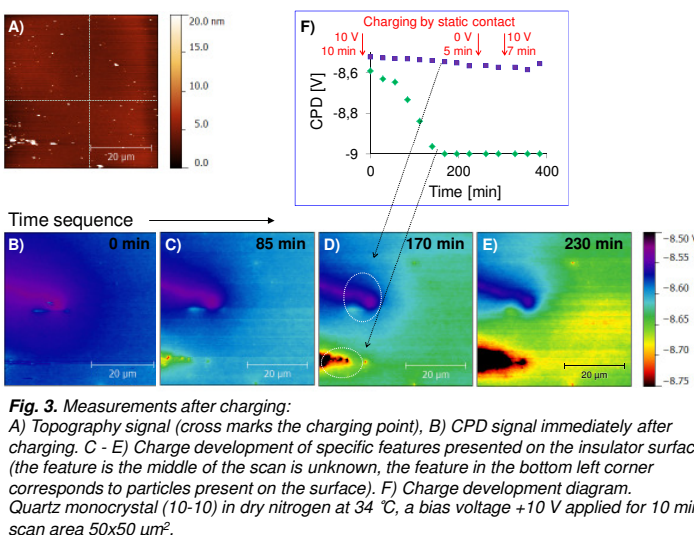 A)
20.0 nm
15.0
10.0
5.0
0.0
20 µm
F)
Charging by static contact
10 V
10 min
0 V
5 min
10 V
7 min
CPD [V]
-8,6
-8,8
-9
0
200
400
Time [min]
Time sequence
B)
0 min
20 µm
C)
85 min
20 µm
D)
170 min
20 µm
E)
230 min
20 µm
−8.50 V
−8.55
−8.60
−8.65
−8.70
−8.75
Fig. 3. Measurements after charging:
A) Topography signal (cross marks the charging point), B) CPD signal immediately after
charging. C - E) Charge development of specific features presented on the insulator surfac
(the feature is the middle of the scan is unknown, the feature in the bottom left corner
corresponds to particles present on the surface). F) Charge development diagram.
Quartz monocrystal (10-10) in dry nitrogen at 34 °C, a bias voltage +10 V applied for 10 min
scan area 50x50 µm².